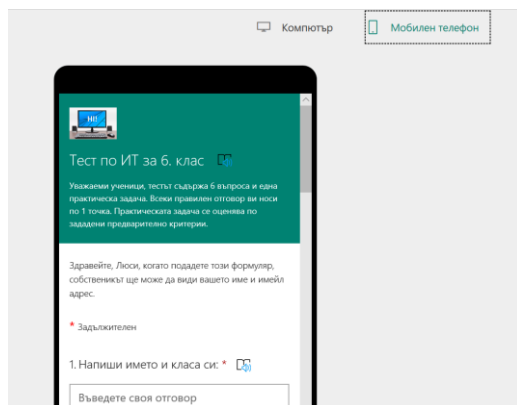 Компютър
Мобилен телефон
HI!
Тест по ИТ за 6. клас
Уважаеми ученици, тестът съдържа 6 въпроса и една
практическа задача. Всеки правилен отговор ви носи
по 1 точка. Практическата задача се оценява по
зададени предварително критерии.
Здравейте, Люси, когато подадете този формуляр,
собственикът ще може да види вашето име и имейл
адрес.
* Задължителен
1. Напиши името и класа си: *
Въведете своя отговор